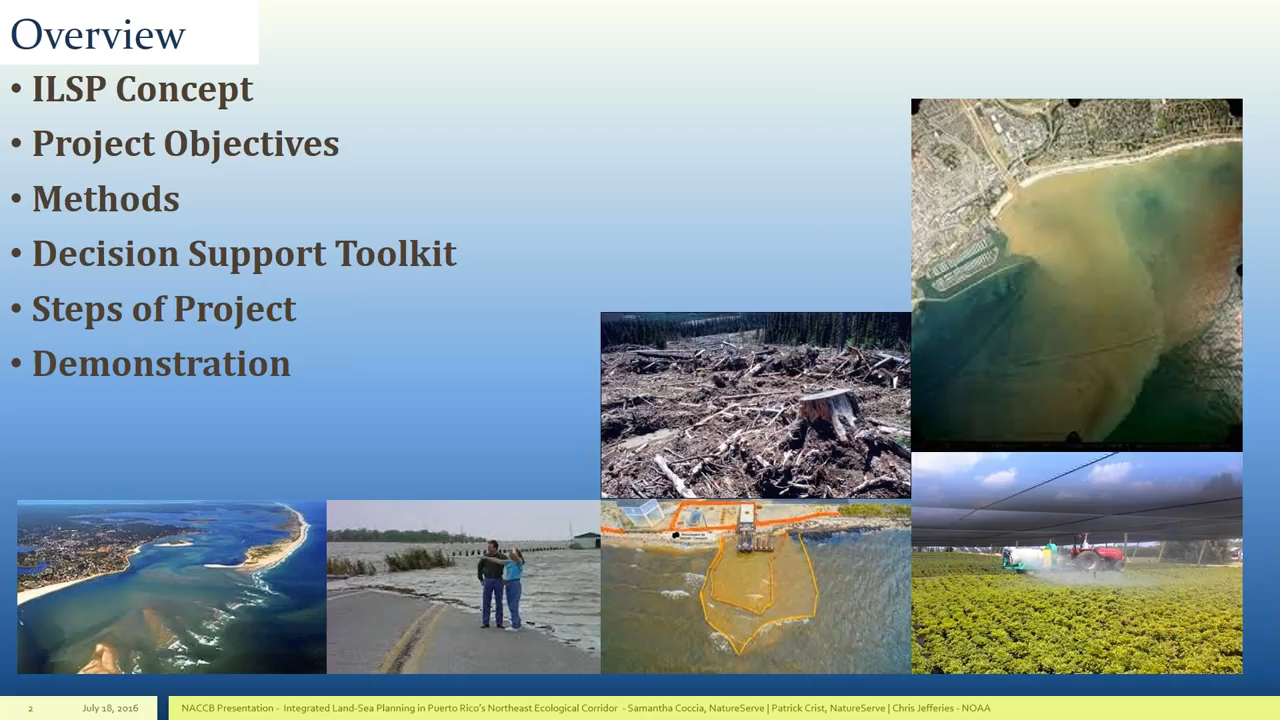 Overview
• ILSP Concept
• Project Objectives
• Methods
• Decision Support Toolkit
• Steps of Project
• Demonstration
2 July 18, 2016 NACCB Presentation - Integrated Land-Sea Planning in Puerto Rico's Northeast Ecological Corridor - Samantha Coccia, NatureServe | Patrick Crist, NatureServe | Chris Jefferies - NOAA